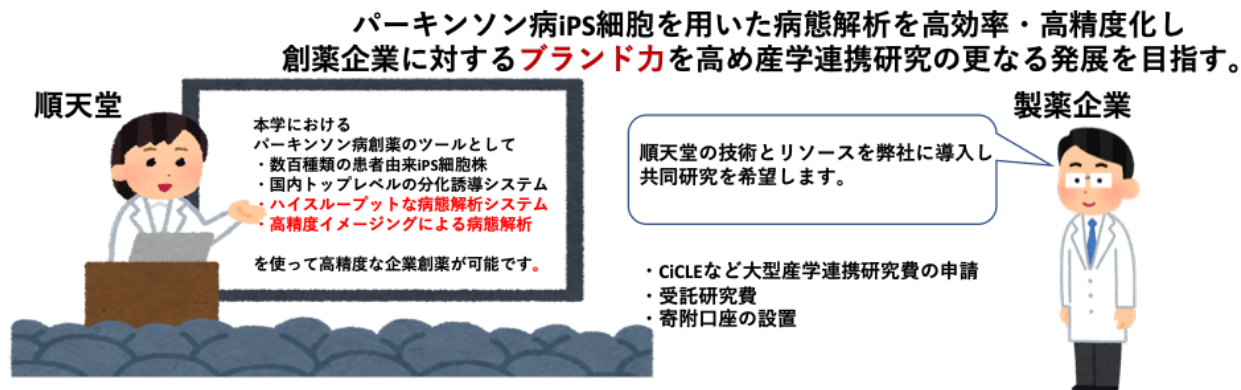 パーキンソン病iPS細胞を用いた病態解析を高効率・高精度化し
創薬企業に対するブランド力を高め産学連携研究の更なる発展を目指す。
順天堂
本学における
パーキンソン病創薬のツールとして
・数百種類の患者由来iPS細胞株
・国内トップレベルの分化誘導システム
・ハイスループットな病態解析システム
・高精度イメージングによる病態解析
を使って高精度な企業創薬が可能です。
製薬企業
順天堂の技術とリソースを弊社に導入し
共同研究を希望します。
・CiCLEなど大型産学連携研究費の申請
・受託研究費
・寄附口座の設置